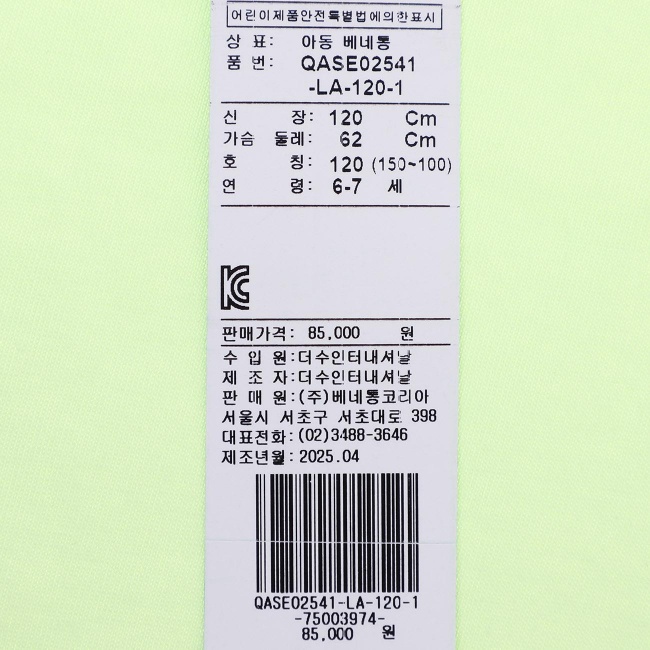 어린이제품안전특별법에의한표시
상 표: 아동 베네통
품 번: QASE02541
-LA-120-1
신 장: 120 Cm
가슴 둘레: 62 Cm
호 칭: 120 (150~100)
연 령: 6-7 세
판매가격: 85,000 원
수 입 원:더수인터내셔날
제 조 자:더수인터내셔날
판 매 원:(주)베네통코리아
서울시 서초구 서초대로 398
대표전화:(02)3488-3646
제조년월:2025.04
QASE02541-LA-120-1
-75003974-
85,000 원